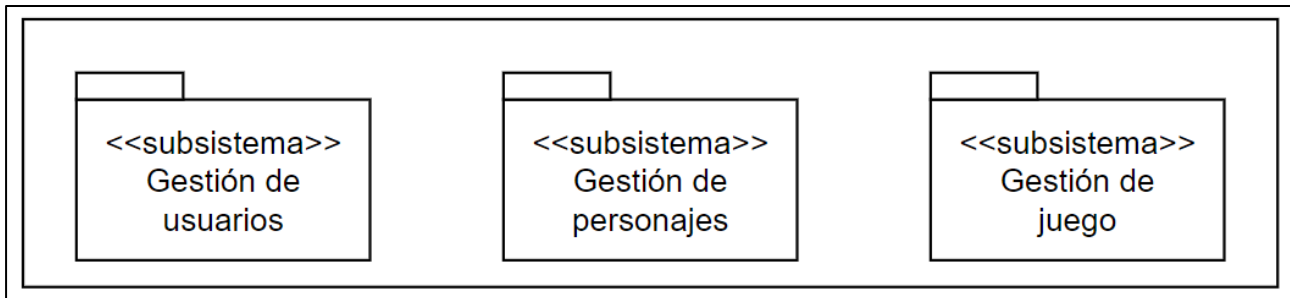 <<subsistema>>
Gestión de
usuarios
<<subsistema>>
Gestión de
personajes
<<subsistema>>
Gestión de
juego